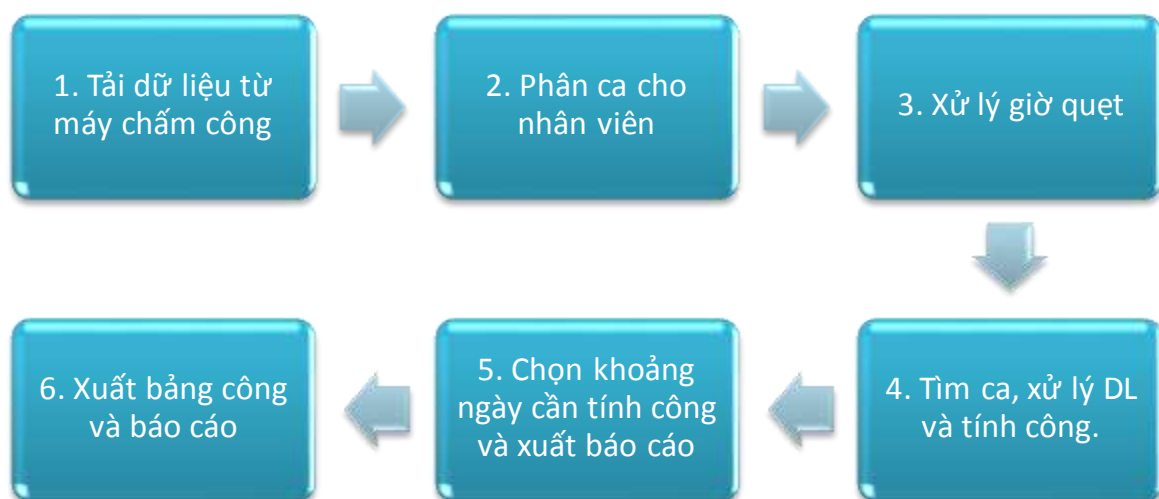 1. Tải dữ liệu từ
máy chấm công
2. Phân ca cho
nhân viên
3. Xử lý giờ quẹt
4. Tìm ca, xử lý DL
và tính công.
5. Chọn khoảng
ngày cần tính công
và xuất báo cáo
6. Xuất bảng công
và báo cáo